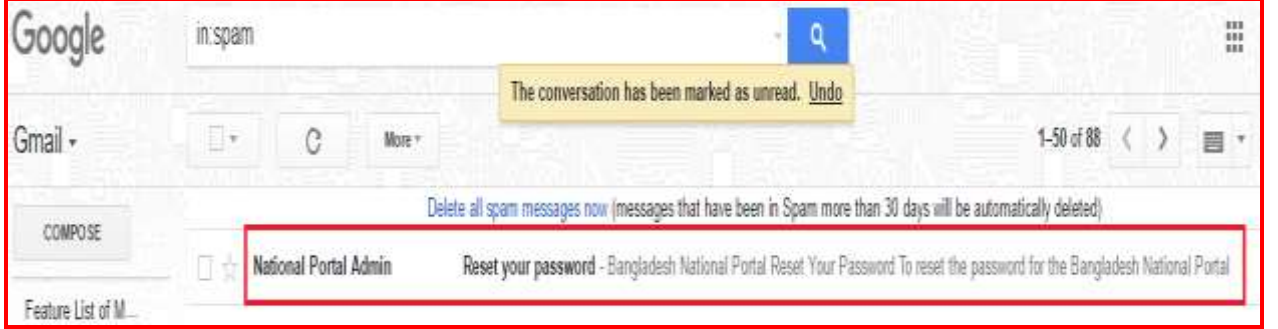 Google
in:spam
The conversation has been marked as unread. Undo
Gmail
More
1–50 of 88
Delete all spam messages now (messages that have been in Spam more than 30 days will be automatically deleted)
COMPOSE
National Portal Admin Reset your password - Bangladesh National Portal Reset Your Password To reset the password for the Bangladesh National Portal
Feature List of M...